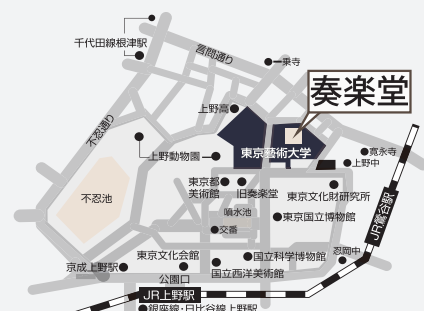 千代田線根津駅
言問通り
一乗寺
奏楽堂
上野高
不忍通り
上野動物園
東京藝術大学
寛永寺
上野中
東京都
美術館
旧奏楽堂
東京文化財研究所
不忍池
噴水池
東京国立博物館
交番
JR鶯谷駅
東京文化会館
国立科学博物館
忍岡中
京成上野駅
公園口
国立西洋美術館
JR上野駅
銀座線・日比谷線上野駅